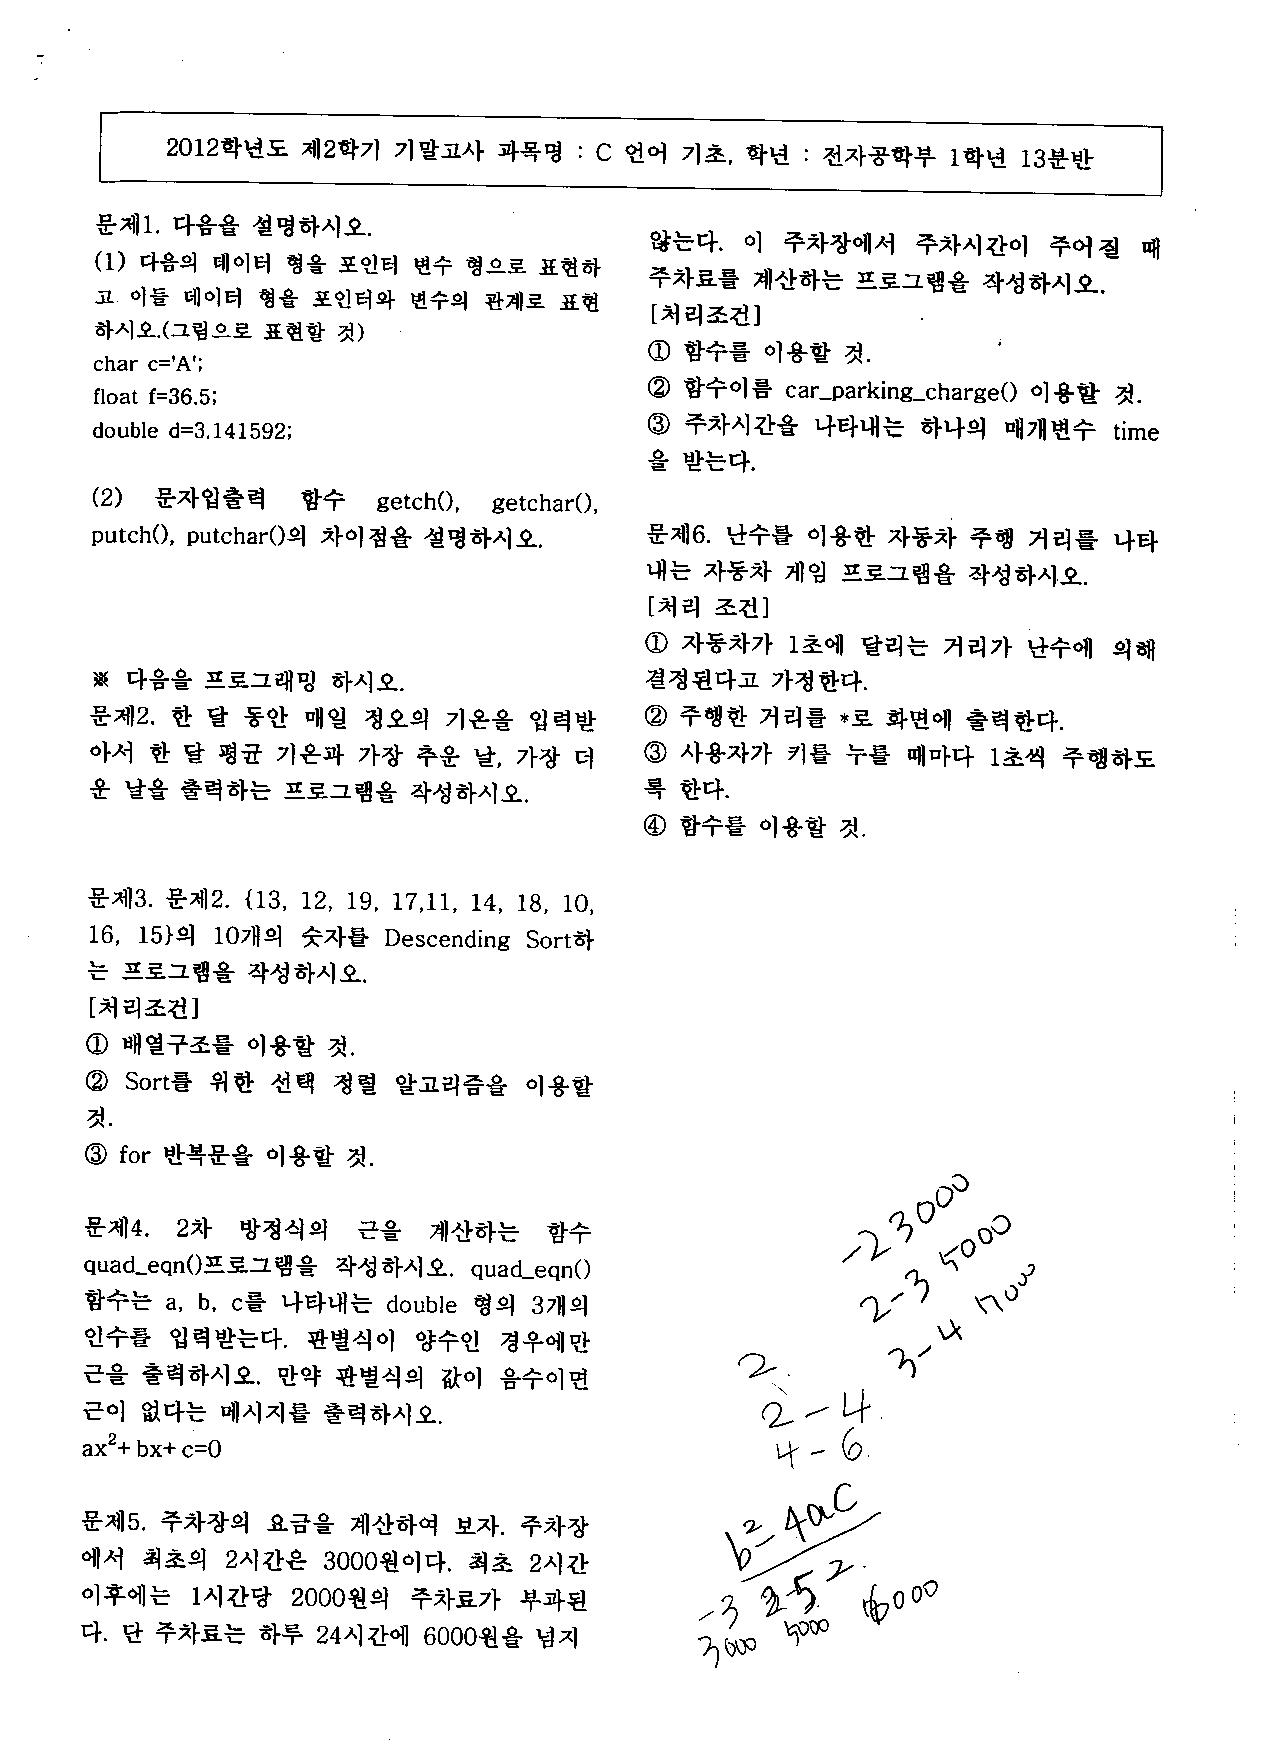 2012학년도 제2학기 기말고사 과목명 : C 언어 기초, 학년 : 전자공학부 1학년 13분반
문제1. 다음을 설명하시오.
(1) 다음의 데이터 형을 포인터 변수 형으로 표현하
고 이들 데이터 형을 포인터와 변수의 관계로 표현
하시오.(그림으로 표현할 것)
char c='A';
float f=36.5;
double d=3.141592;
(2) 문자입출력 함수 getch(), getchar(),
putch(), putchar()의 차이점을 설명하시오.
※ 다음을 프로그래밍 하시오.
문제2. 한 달 동안 매일 정오의 기온을 입력받
아서 한 달 평균 기온과 가장 추운 날, 가장 더
운 날을 출력하는 프로그램을 작성하시오.
문제3. 문제2. {13, 12, 19, 17,11, 14, 18, 10,
16, 15}의 10개의 숫자를 Descending Sort하
는 프로그램을 작성하시오.
[처리조건]
① 배열구조를 이용할 것.
② Sort를 위한 선택 정렬 알고리즘을 이용할
것.
③ for 반복문을 이용할 것.
문제4. 2차 방정식의 근을 계산하는 함수
quad_eqn()프로그램을 작성하시오. quad_eqn()
함수는 a, b, c를 나타내는 double 형의 3개의
인수를 입력받는다. 판별식이 양수인 경우에만
근을 출력하시오. 만약 판별식의 값이 음수이면
근이 없다는 메시지를 출력하시오.
ax²+ bx+ c=0
문제5. 주차장의 요금을 계산하여 보자. 주차장
에서 최초의 2시간은 3000원이다. 최초 2시간
이후에는 1시간당 2000원의 주차료가 부과된
다. 단 주차료는 하루 24시간에 6000원을 넘지
않는다. 이 주차장에서 주차시간이 주어질 때
주차료를 계산하는 프로그램을 작성하시오.
[처리조건]
① 함수를 이용할 것.
② 함수이름 car_parking_charge() 이용할 것.
③ 주차시간을 나타내는 하나의 매개변수 time
을 받는다.
문제6. 난수를 이용한 자동차 주행 거리를 나타
내는 자동차 게임 프로그램을 작성하시오.
[처리 조건]
① 자동차가 1초에 달리는 거리가 난수에 의해
결정된다고 가정한다.
② 주행한 거리를 *로 화면에 출력한다.
③ 사용자가 키를 누를 때마다 1초씩 주행하도
록 한다.
④ 함수를 이용할 것.
-2 3000
2-3 5000
3-4
2.
2-4
4-6.
b²-4ac
2.
-3
6000
3000 5000